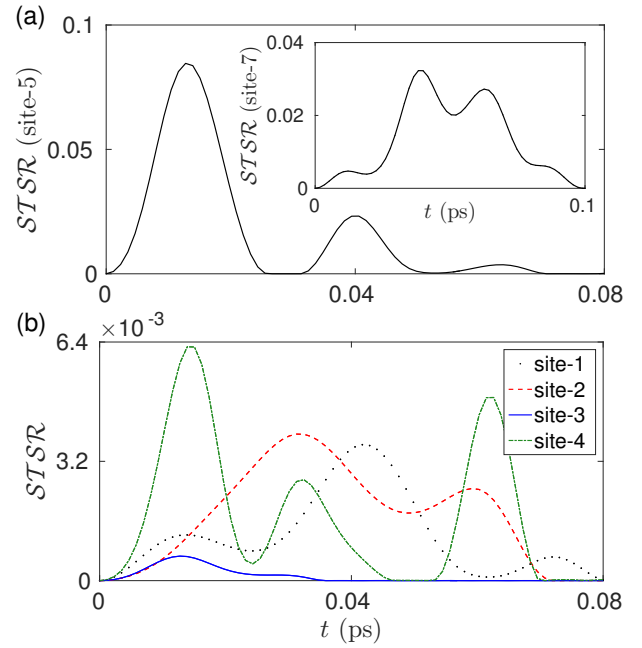 (a)
0.1
0.05
0
STSR (site-5)
0 0.04 0.08
0.04
0.02
0
STSR (site-7)
0 0.1
t (ps)
(b)
×10⁻³
6.4
3.2
0
STSR
site-1
site-2
site-3
site-4
0 0.04 0.08
t (ps)